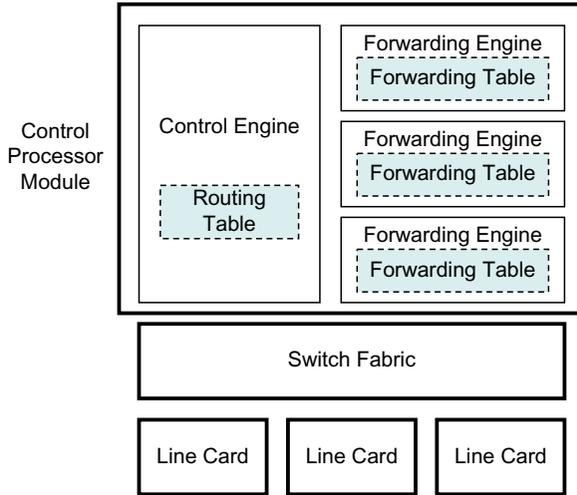 Control
Processor
Module
Control Engine
Routing
Table
Forwarding Engine
Forwarding Table
Forwarding Engine
Forwarding Table
Forwarding Engine
Forwarding Table
Switch Fabric
Line Card
Line Card
Line Card